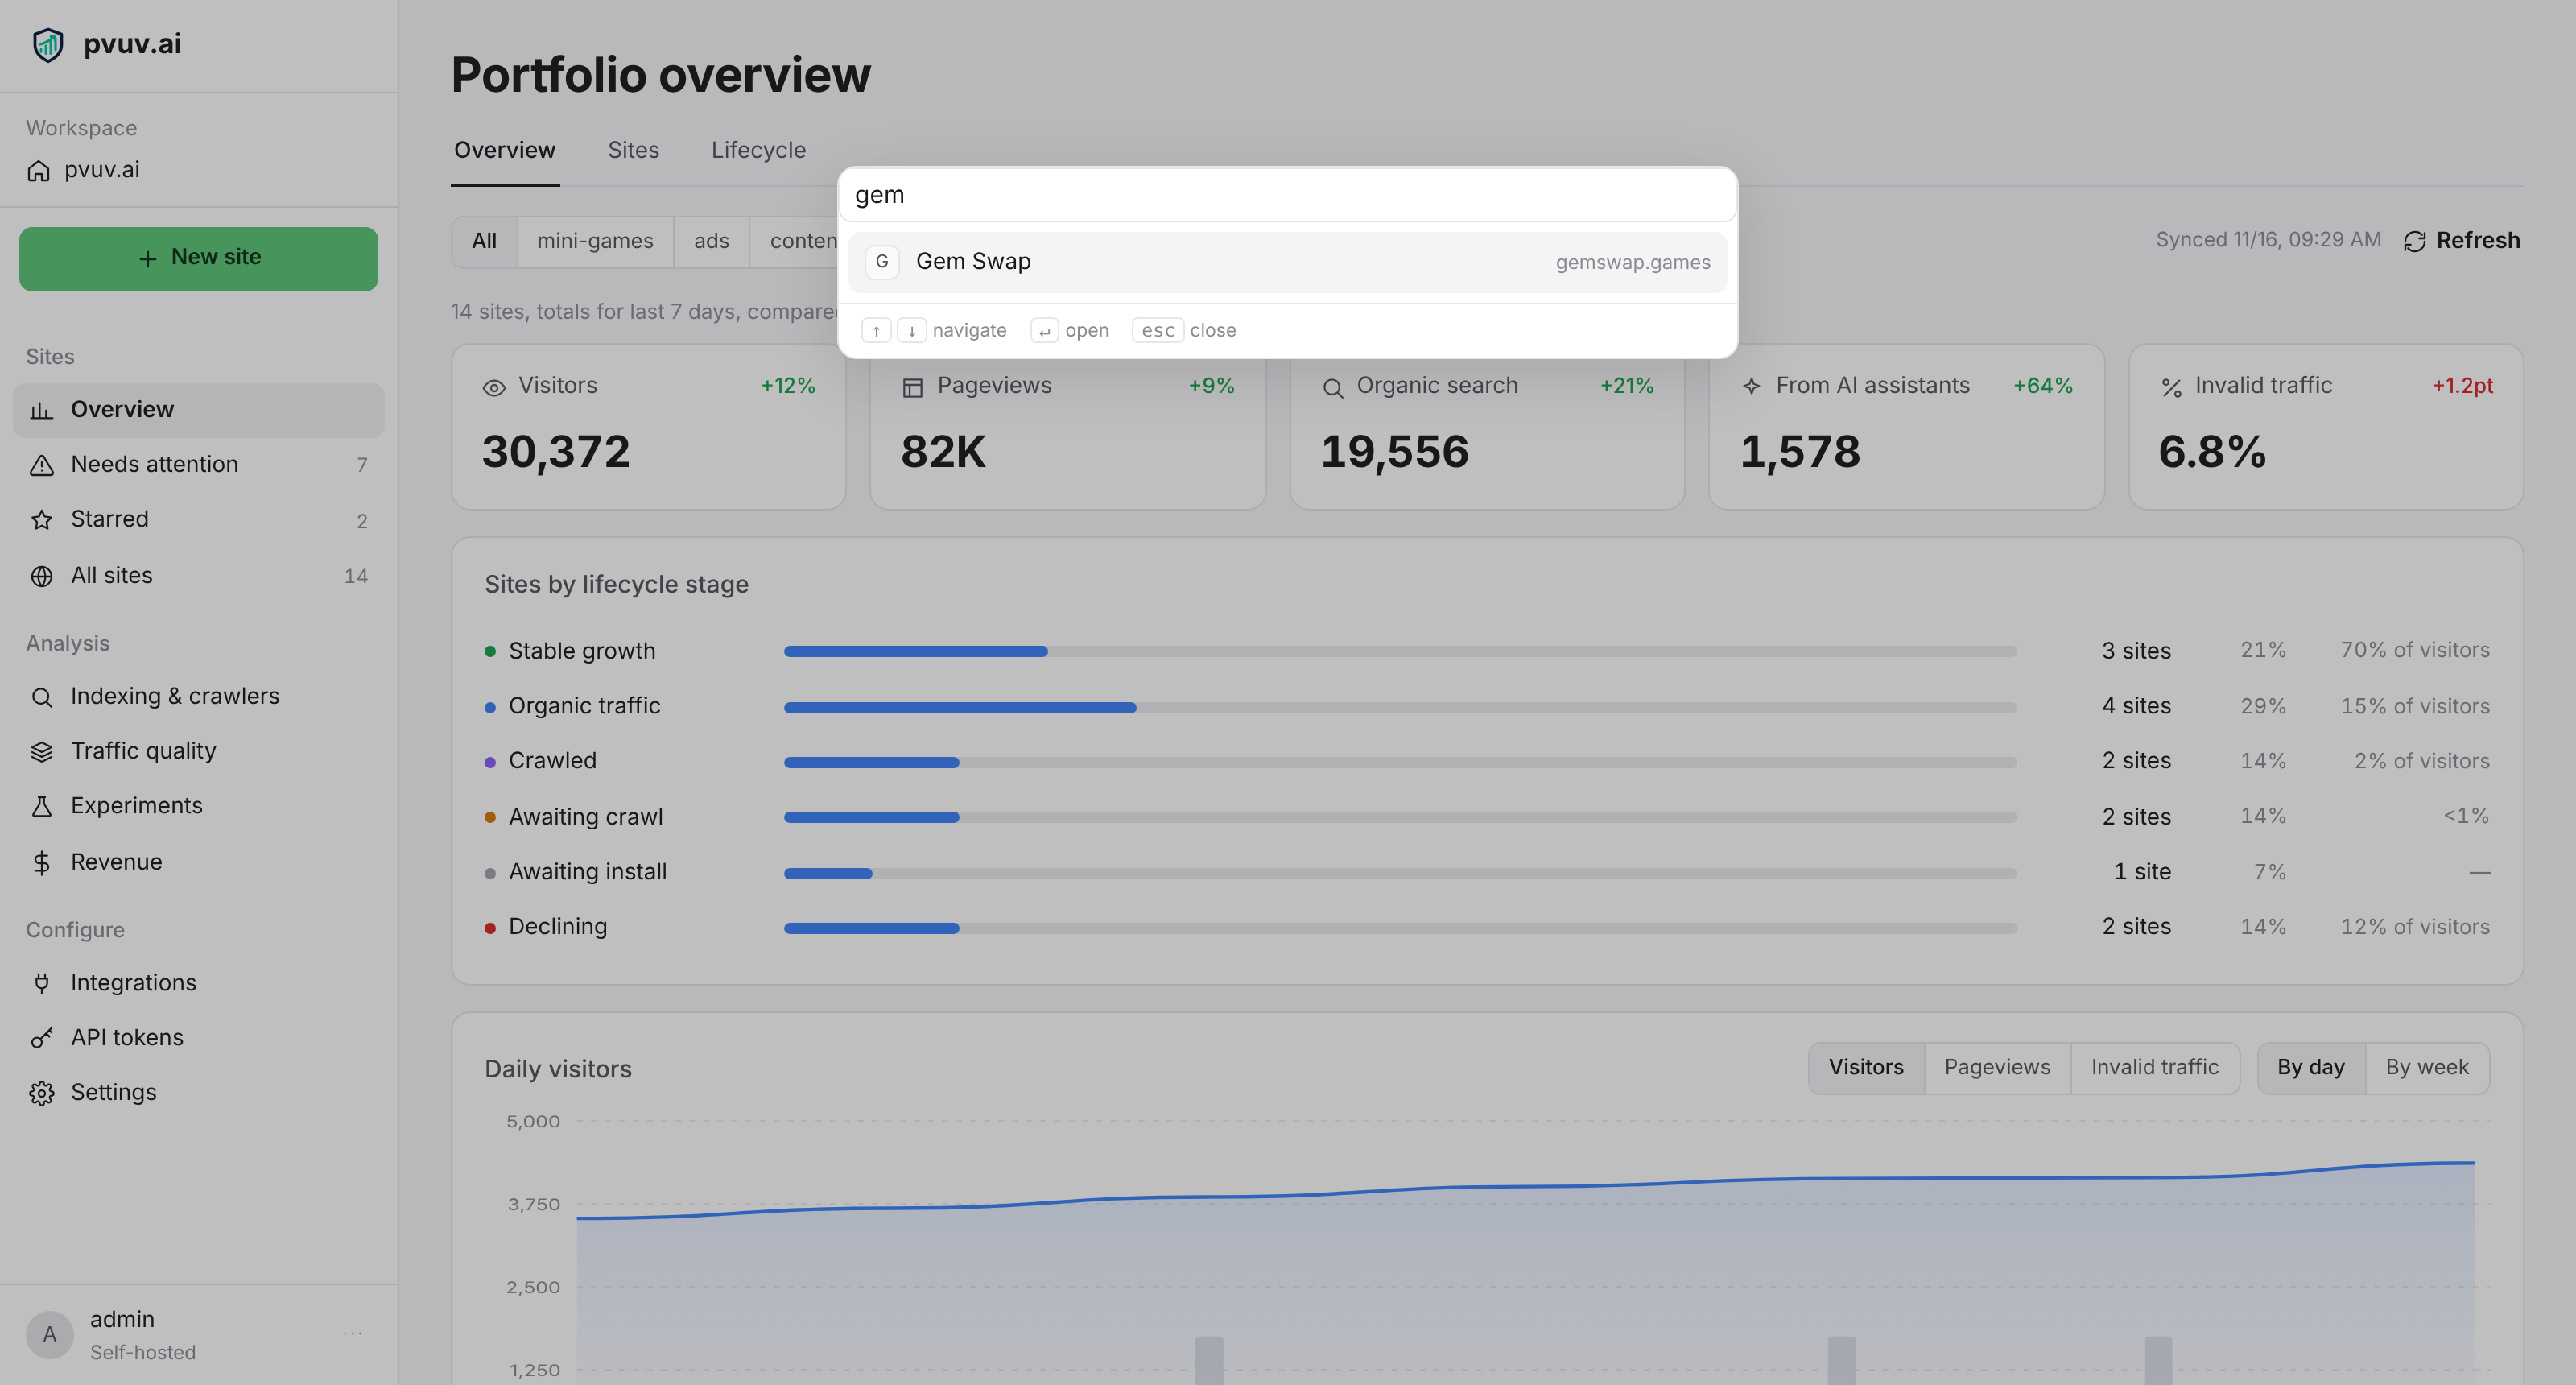 pvuv.ai
Workspace
pvuv.ai
+ New site
Sites
Overview
Needs attention 7
Starred 2
All sites 14
Analysis
Indexing & crawlers
Traffic quality
Experiments
Revenue
Configure
Integrations
API tokens
Settings
A
admin
Self-hosted
...
Portfolio overview
Overview Sites Lifecycle
All mini-games ads
Synced 11/16, 09:29 AM Refresh
14 sites, totals for last 7 days,
gem
G Gem Swap gemswap.games
↑ ↓ navigate ↵ open esc close
Visitors +12%
30,372
Pageviews +9%
82K
Organic search +21%
19,556
From AI assistants +64%
1,578
Invalid traffic +1.2pt
6.8%
Sites by lifecycle stage
Stable growth 3 sites 21% 70% of visitors
Organic traffic 4 sites 29% 15% of visitors
Crawled 2 sites 14% 2% of visitors
Awaiting crawl 2 sites 14% <1%
Awaiting install 1 site 7% —
Declining 2 sites 14% 12% of visitors
Daily visitors
Visitors Pageviews Invalid traffic By day By week
5,000
3,750
2,500
1,250